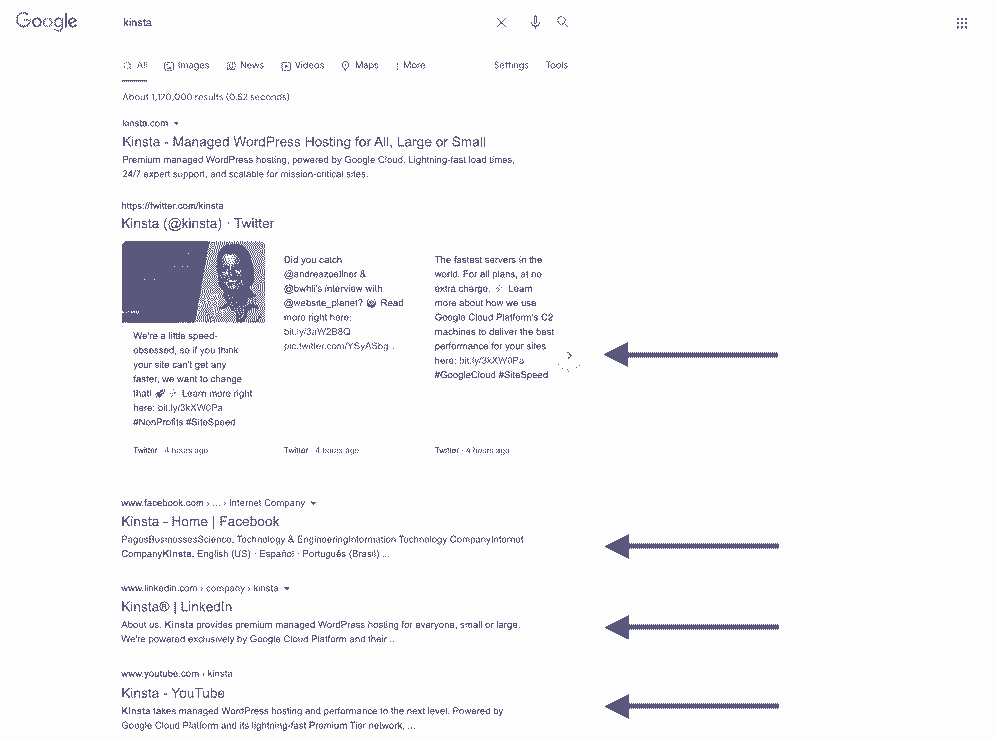 Google kinsta
All Images News Videos Maps More Settings Tools
About 1,120,000 results (0.62 seconds)
kinsta.com
Kinsta - Managed WordPress Hosting for All, Large or Small
Premium managed WordPress hosting, powered by Google Cloud. Lightning-fast load times,
24/7 expert support, and scalable for mission-critical sites.
https://twitter.com/kinsta
Kinsta (@kinsta) · Twitter
We're a little speed-
obsessed, so if you think
your site can't get any
faster, we want to change
that! 🚀 ⚡ Learn more right
here: bit.ly/3kXW0Pa
#NonProfits #SiteSpeed
Twitter · 4 hours ago
Did you catch
@andreazoellner &
@bwhli's interview with
@website_planet? Read
more right here:
bit.ly/3aW2B8Q
pic.twitter.com/YSyASbg...
Twitter · 4 hours ago
The fastest servers in the
world. For all plans, at no
extra charge. ⚡ Learn
more about how we use
Google Cloud Platform's C2
machines to deliver the best
performance for your sites
here: bit.ly/3kXW0Pa
#GoogleCloud #SiteSpeed
Twitter · 4 hours ago
www.facebook.com › ... › Internet Company
Kinsta - Home | Facebook
PagesBusinessesScience, Technology & EngineeringInformation Technology CompanyInternet
CompanyKinsta. English (US) · Español · Português (Brasil) ...
www.linkedin.com › company › kinsta
Kinsta® | LinkedIn
About us. Kinsta provides premium managed WordPress hosting for everyone, small or large.
We're powered exclusively by Google Cloud Platform and their ...
www.youtube.com › kinsta
Kinsta - YouTube
Kinsta takes managed WordPress hosting and performance to the next level. Powered by
Google Cloud Platform and its lightning-fast Premium Tier network, ...